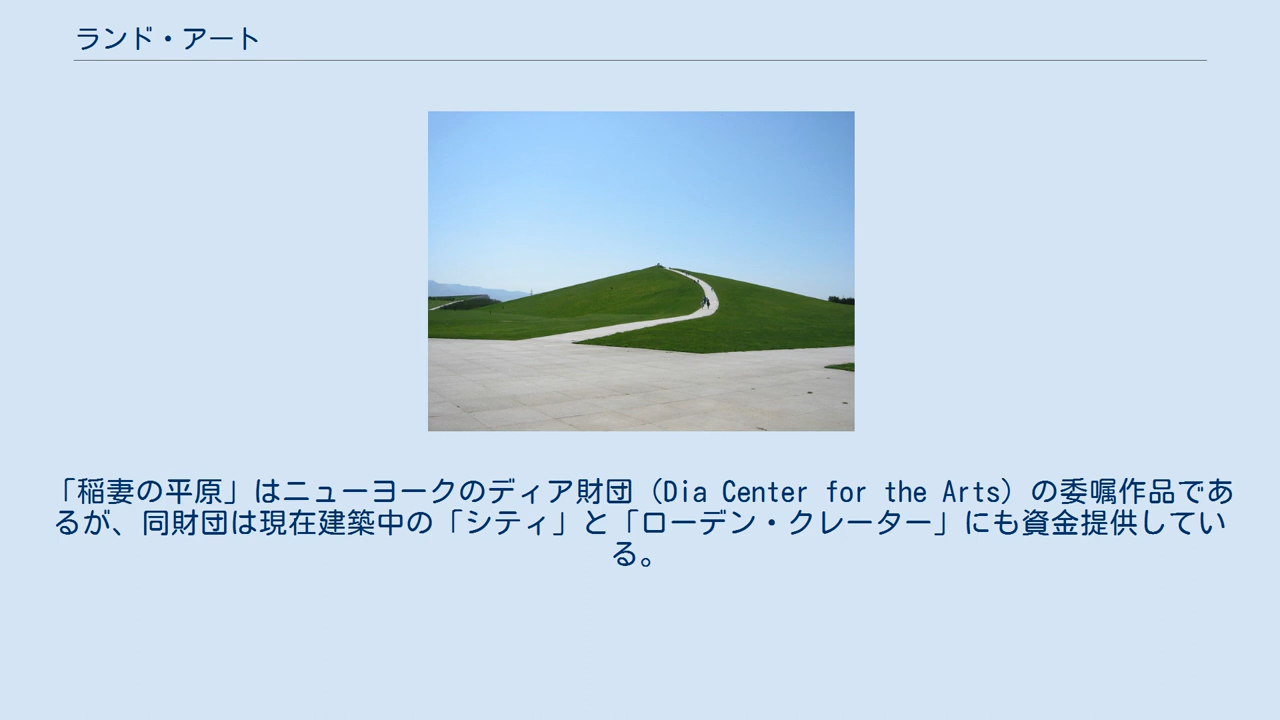 ランド・アート
「稲妻の平原」はニューヨークのディア財団（Dia Center for the Arts）の委嘱作品であ
るが、同財団は現在建築中の「シティ」と「ローデン・クレーター」にも資金提供してい
る。